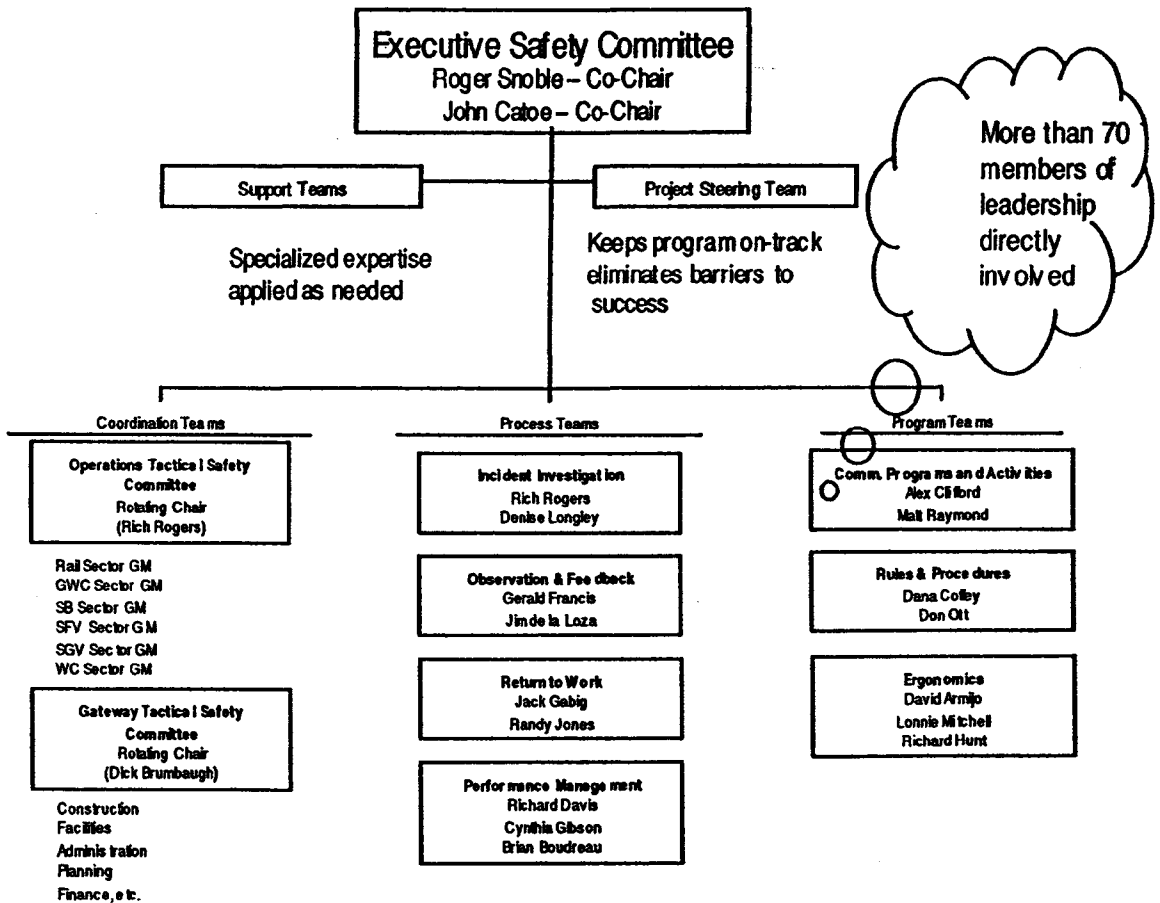 Executive Safety Committee
Roger Snoble – Co-Chair
John Catoe – Co-Chair
More than 70
members of
leadership
directly
involved
Support Teams
Project Steering Team
Specialized expertise
applied as needed
Keeps program on-track
eliminates barriers to
success
Coordination Teams
Operations Tactical Safety
Committee
Rotating Chair
(Rich Rogers)
Rail Sector GM
GWC Sector GM
SB Sector GM
SFV Sector GM
SGV Sector GM
WC Sector GM
Gateway Tactical Safety
Committee
Rotating Chair
(Dick Brumbaugh)
Construction
Facilities
Administration
Planning
Finance, etc.
Process Teams
Incident Investigation
Rich Rogers
Denise Longley
Observation & Feedback
Gerald Francis
Jim de la Loza
Return to Work
Jack Gabig
Randy Jones
Performance Management
Richard Davis
Cynthia Gibson
Brian Boudreau
Program Teams
Comm. Programs and Activities
Alex Clifford
Matt Raymond
Rules & Procedures
Dana Coffey
Don Ott
Ergonomics
David Armijo
Lonnie Mitchell
Richard Hunt